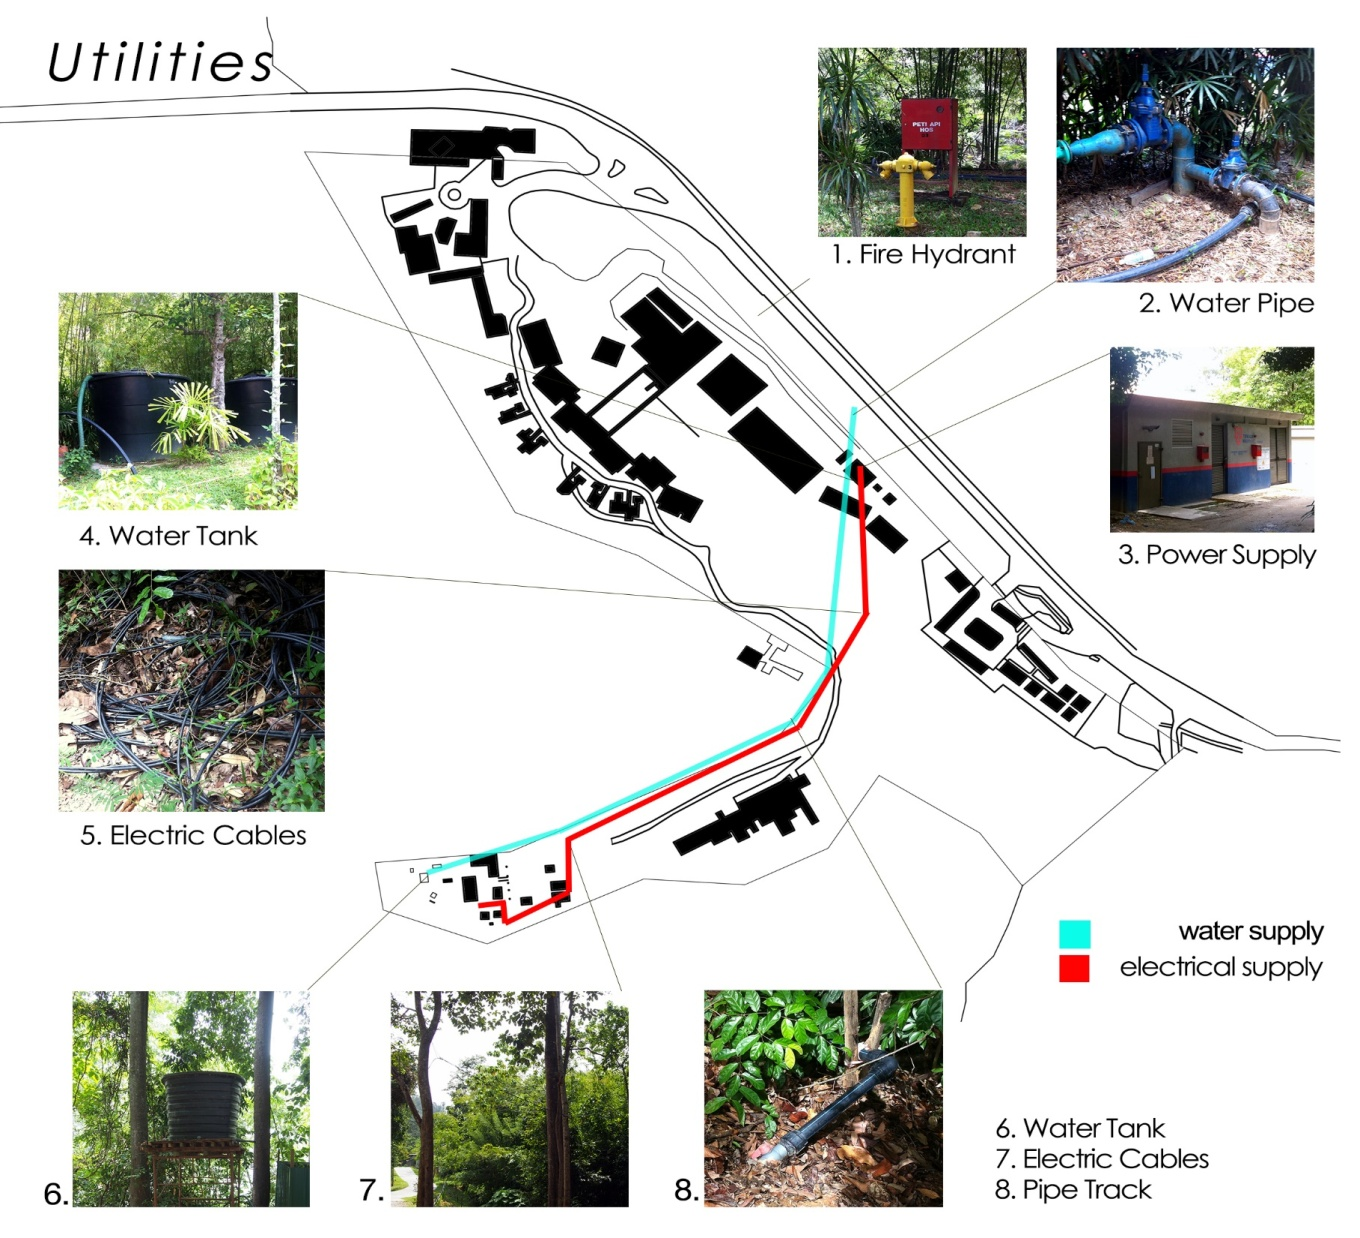 Utilities
PETI API
HOS
1. Fire Hydrant
2. Water Pipe
3. Power Supply
4. Water Tank
5. Electric Cables
water supply
electrical supply
6.
7.
8.
6. Water Tank
7. Electric Cables
8. Pipe Track